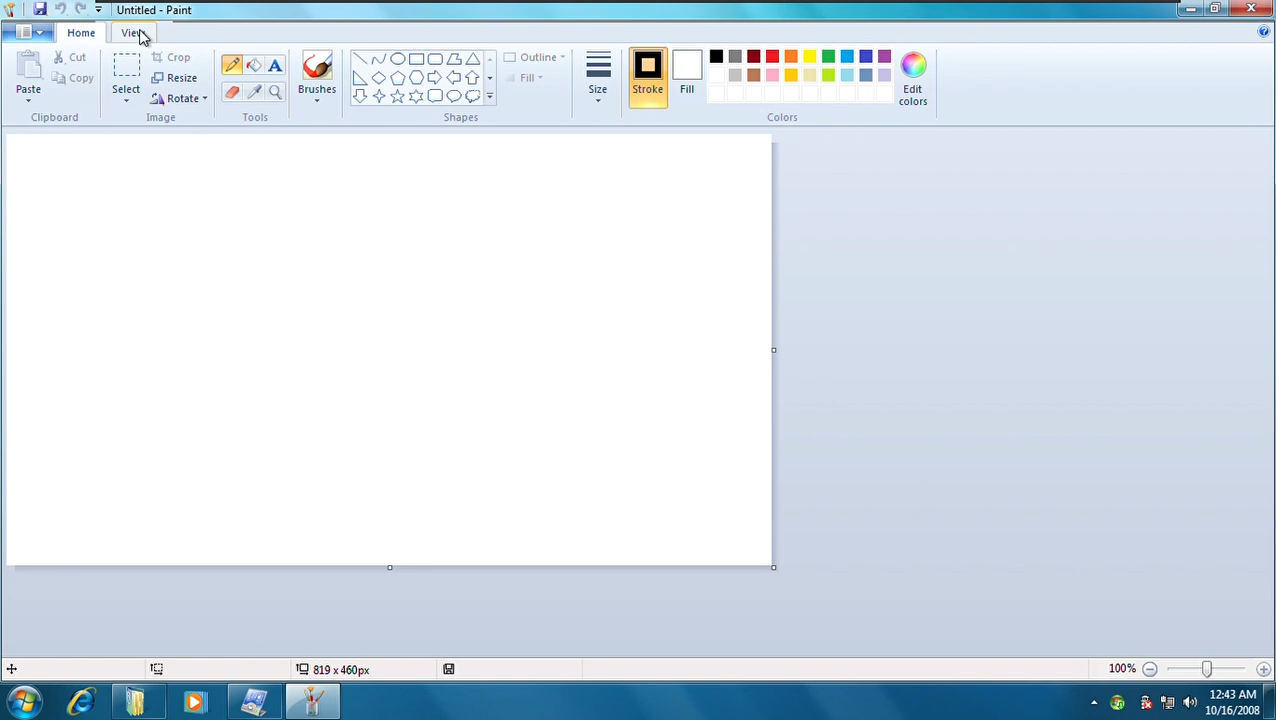 Untitled - Paint
Home
View
Paste
Cut
Copy
Clipboard
Select
Crop
Resize
Rotate
Image
Tools
Brushes
Outline
Fill
Shapes
Size
Stroke
Fill
Edit colors
Colors
819 x 460px
100%
12:43 AM
10/16/2008